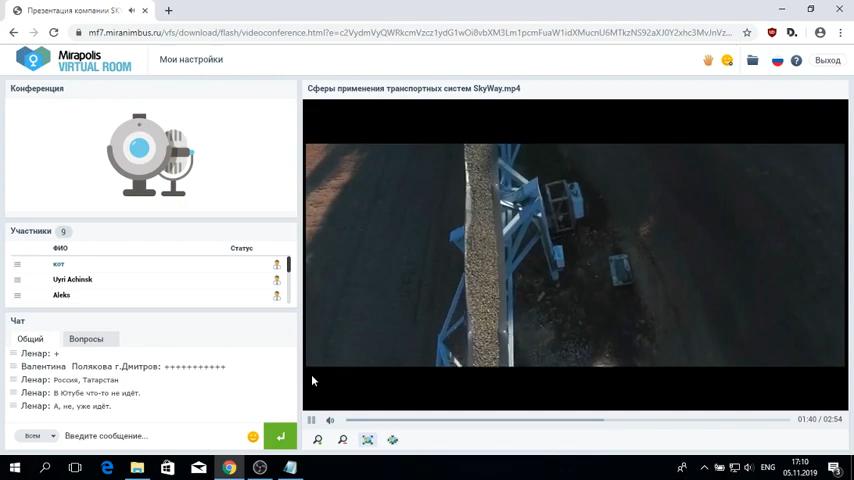 Презентация компании $KY
mf7.miranimbus.ru/vfs/download/flash/videoconference.html?e=
Mirapolis
VIRTUAL ROOM
Мои настройки
Выход
Конференция
Сферы применения транспортных систем SkyWay.mp4
Участники 9
ФИО Статус
кот
Uyri Achinsk
Aleks
Чат
Общий Вопросы
Ленар: +
Валентина Полякова г.Дмитров: +++++++++++
Ленар: Россия, Татарстан
Ленар: В Ютубе что-то не идёт.
Ленар: А, не, уже идёт.
Всем Введите сообщение...
01:40 / 02:54
ENG
17:10
05.11.2019
3